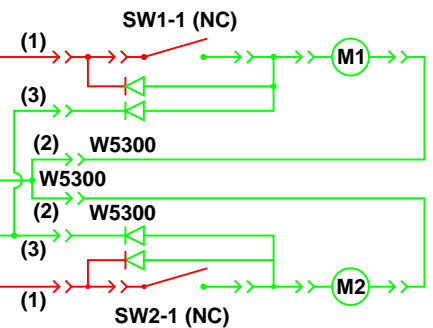 SW1-1 (NC)
(1)
M1
(3)
(2) W5300
W5300
(2) W5300
(3)
M2
(1)
SW2-1 (NC)